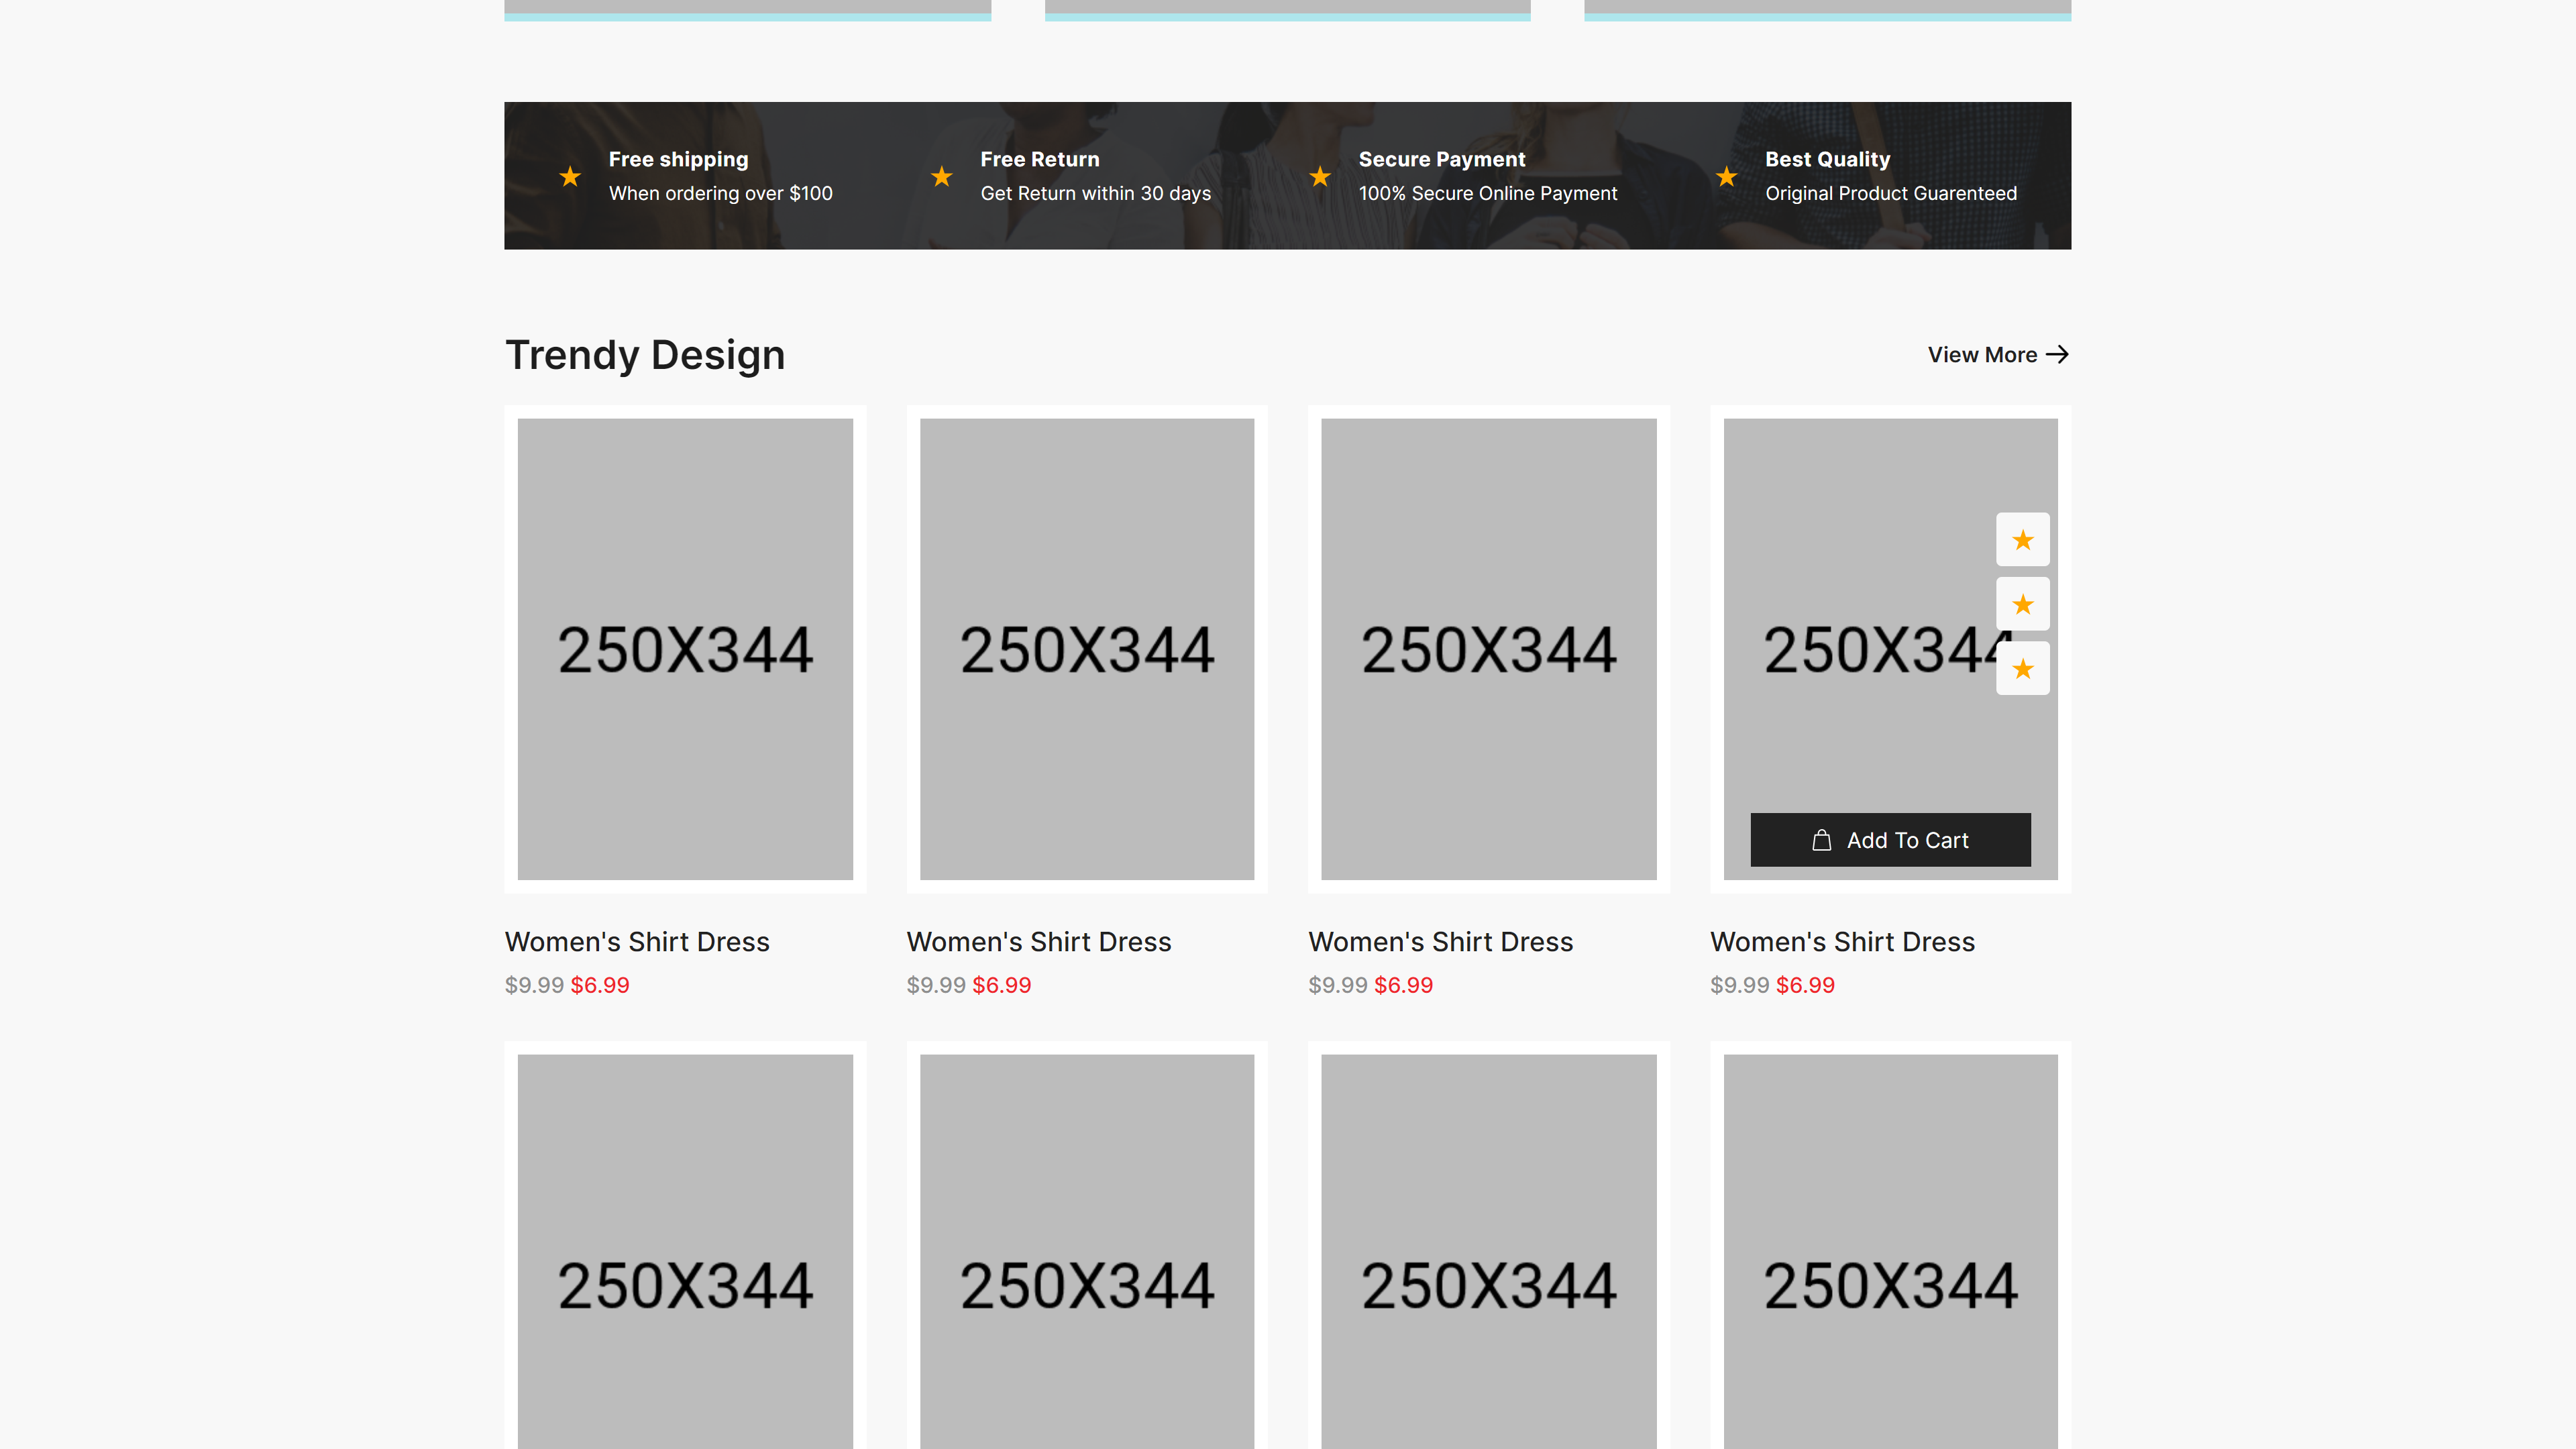 Free shipping
When ordering over $100
Free Return
Get Return within 30 days
Secure Payment
100% Secure Online Payment
Best Quality
Original Product Guarenteed
Trendy Design
View More
250X344
250X344
250X344
250X344
Add To Cart
Women's Shirt Dress
$9.99 $6.99
Women's Shirt Dress
$9.99 $6.99
Women's Shirt Dress
$9.99 $6.99
Women's Shirt Dress
$9.99 $6.99
250X344
250X344
250X344
250X344